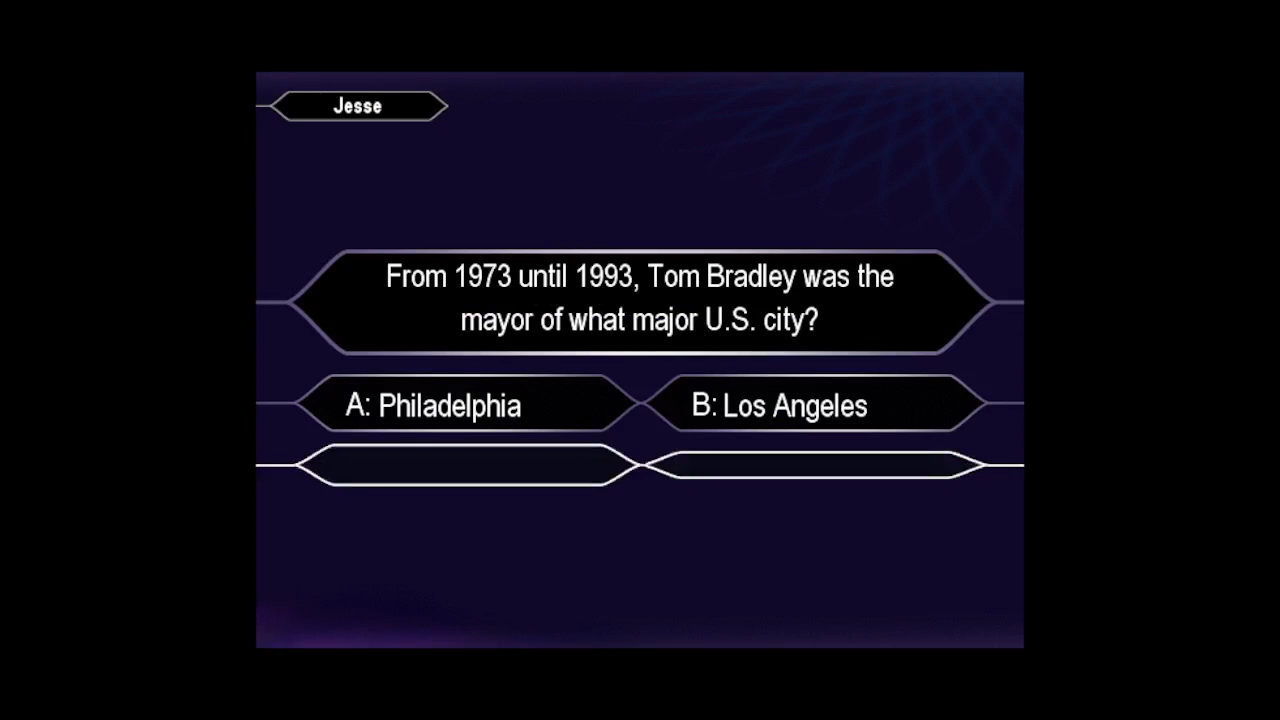 Jesse
From 1973 until 1993, Tom Bradley was the
mayor of what major U.S. city?
A: Philadelphia
B: Los Angeles